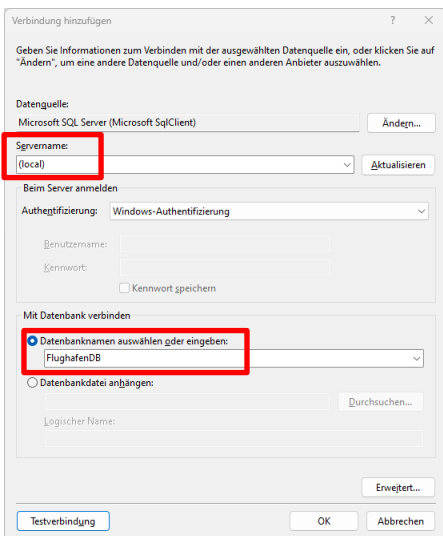 Verbindung hinzufügen
? ×
Geben Sie Informationen zum Verbinden mit der ausgewählten Datenquelle ein, oder klicken Sie auf
"Ändern", um eine andere Datenquelle und/oder einen anderen Anbieter auszuwählen.
Datenquelle:
Microsoft SQL Server (Microsoft SqlClient)
Ändern...
Servername:
(local)
Aktualisieren
Beim Server anmelden
Authentifizierung: Windows-Authentifizierung
Benutzername:
Kennwort:
Kennwort speichern
Mit Datenbank verbinden
Datenbanknamen auswählen oder eingeben:
FlughafenDB
Datenbankdatei anhängen:
Durchsuchen...
Logischer Name:
Erweitert...
Testverbindung
OK
Abbrechen